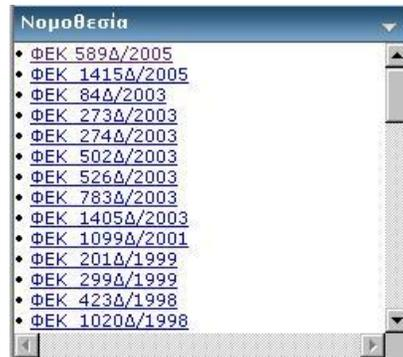 Νομοθεσία
• ΦΕΚ 589Δ/2005
• ΦΕΚ 1415Δ/2005
• ΦΕΚ 84Δ/2003
• ΦΕΚ 273Δ/2003
• ΦΕΚ 274Δ/2003
• ΦΕΚ 502Δ/2003
• ΦΕΚ 526Δ/2003
• ΦΕΚ 783Δ/2003
• ΦΕΚ 1405Δ/2003
• ΦΕΚ 1099Δ/2001
• ΦΕΚ 201Δ/1999
• ΦΕΚ 299Δ/1999
• ΦΕΚ 423Δ/1998
• ΦΕΚ 1020Δ/1998